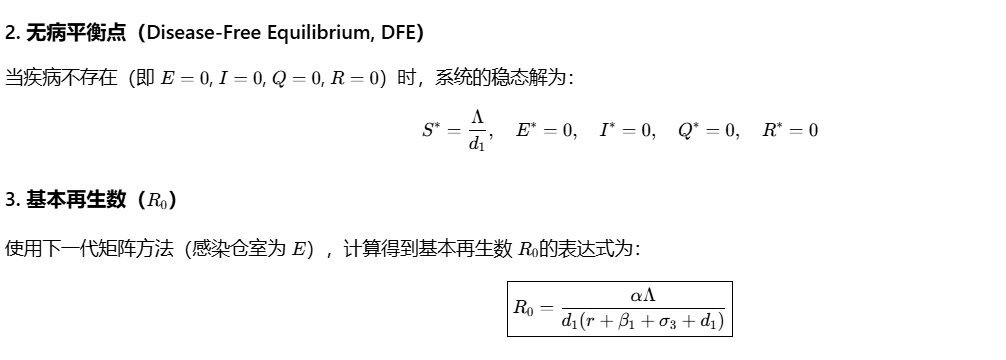 2. 无病平衡点（Disease-Free Equilibrium, DFE）
当疾病不存在（即 E = 0, I = 0, Q = 0, R = 0）时，系统的稳态解为：
S* = Λ/d₁, E* = 0, I* = 0, Q* = 0, R* = 0
3. 基本再生数（R₀）
使用下一代矩阵方法（感染仓室为 E），计算得到基本再生数 R₀的表达式为：
R₀ = αΛ/d₁(r + β₁ + σ₃ + d₁)